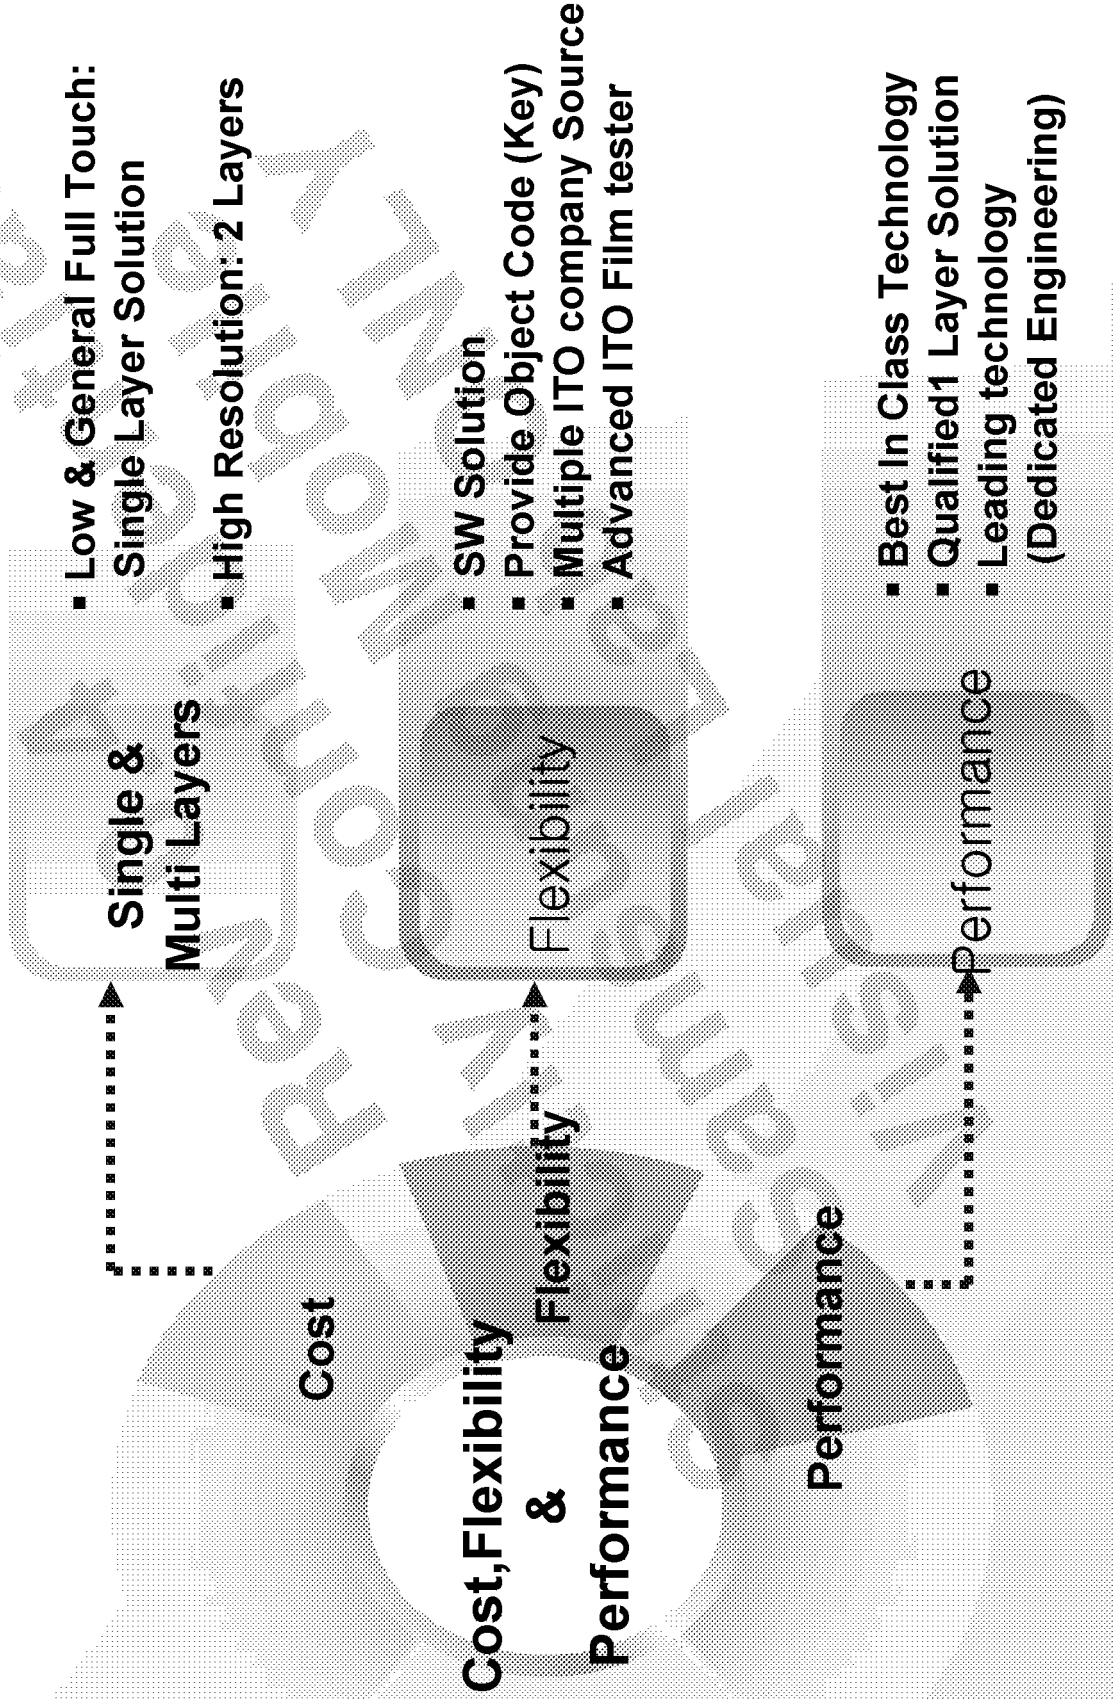 Cost,Flexibility
&
Performance
Cost
Flexibility
Performance
Single &
Multi Layers
Flexibility
Performance
▪ Low & General Full Touch:
Single Layer Solution
▪ High Resolution: 2 Layers
▪ SW Solution
▪ Provide Object Code (Key)
▪ Multiple ITO company Source
▪ Advanced ITO Film tester
▪ Best In Class Technology
▪ Qualified1 Layer Solution
▪ Leading technology
(Dedicated Engineering)